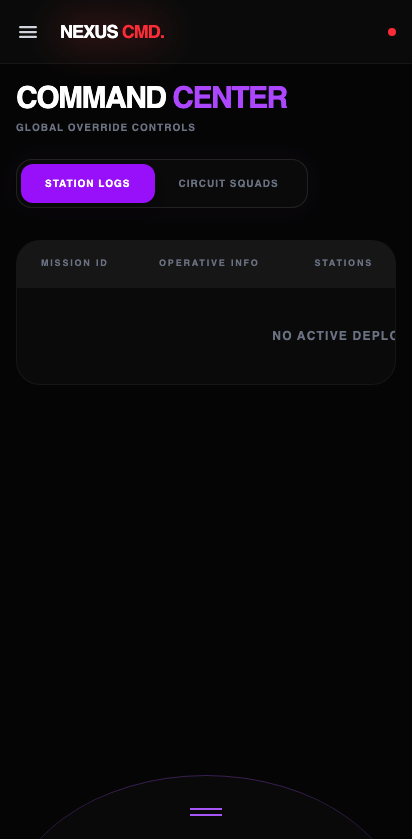 NEXUS CMD.
COMMAND CENTER
GLOBAL OVERRIDE CONTROLS
STATION LOGS CIRCUIT SQUADS
MISSION ID OPERATIVE INFO STATIONS
NO ACTIVE DEPLO